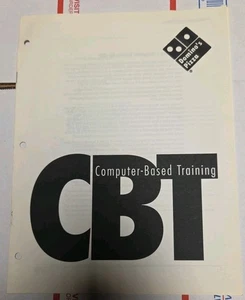 Domino's
Pizza
Computer-Based Training
CBT